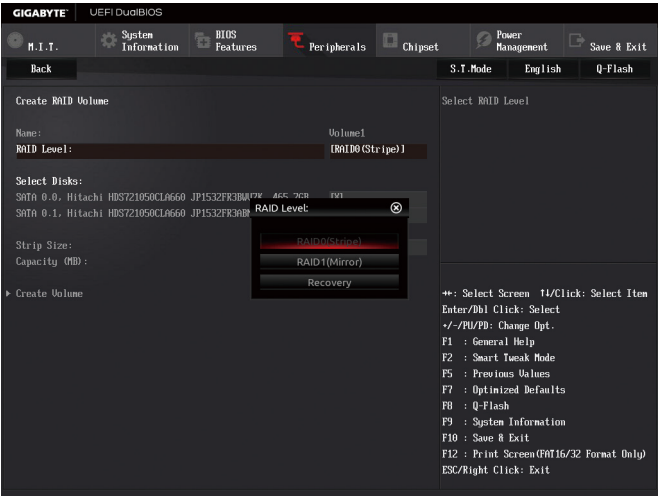 GIGABYTE™ UEFI DualBIOS
M.I.T. System Information BIOS Features Peripherals Chipset Power Management Save & Exit
Back S.T.Mode English Q-Flash
Create RAID Volume
Select RAID Level
Name: Volume1
RAID Level: [RAID0(Stripe)]
Select Disks:
SATA 0.0, Hitachi HDS721050CLA660 465.7GB [X]
SATA 0.1, Hitachi HDS721050CLA660
RAID Level:
RAID0(Stripe)
RAID1(Mirror)
Recovery
Strip Size:
Capacity (MB):
Create Volume
→←: Select Screen ↑↓/Click: Select Item
Enter/Dbl Click: Select
+/-/PU/PD: Change Opt.
F1 : General Help
F2 : Smart Tweak Mode
F5 : Previous Values
F7 : Optimized Defaults
F8 : Q-Flash
F9 : System Information
F10 : Save & Exit
F12 : Print Screen(FAT16/32 Format Only)
ESC/Right Click: Exit